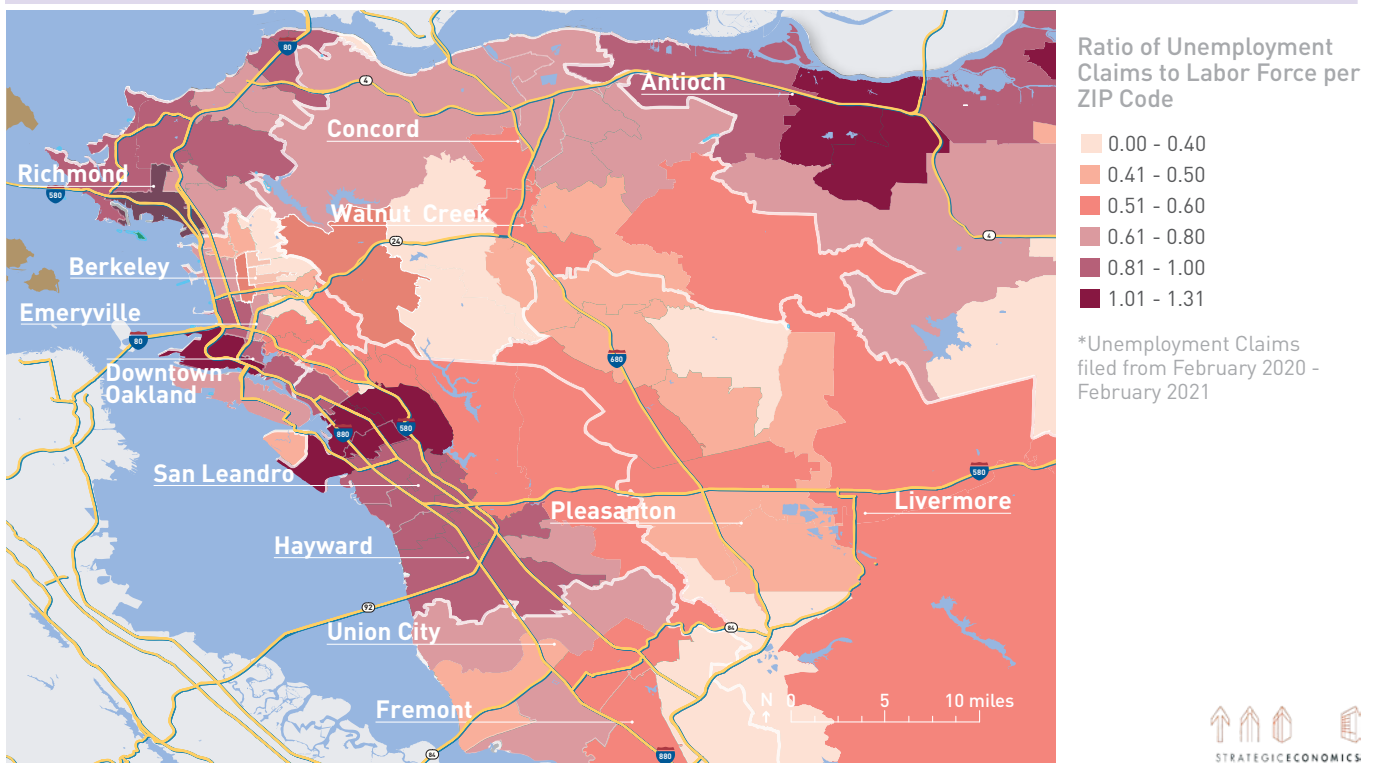 Ratio of Unemployment
Claims to Labor Force per
ZIP Code
0.00 - 0.40
0.41 - 0.50
0.51 - 0.60
0.61 - 0.80
0.81 - 1.00
1.01 - 1.31
*Unemployment Claims
filed from February 2020 -
February 2021
80
4
Antioch
Concord
Richmond
580
Walnut Creek
24
4
Berkeley
Emeryville
80
680
Downtown
Oakland
880
580
San Leandro
580
Pleasanton
Livermore
Hayward
92
Union City
84
Fremont
N
0 5 10 miles
84
880
STRATEGICECONOMICS